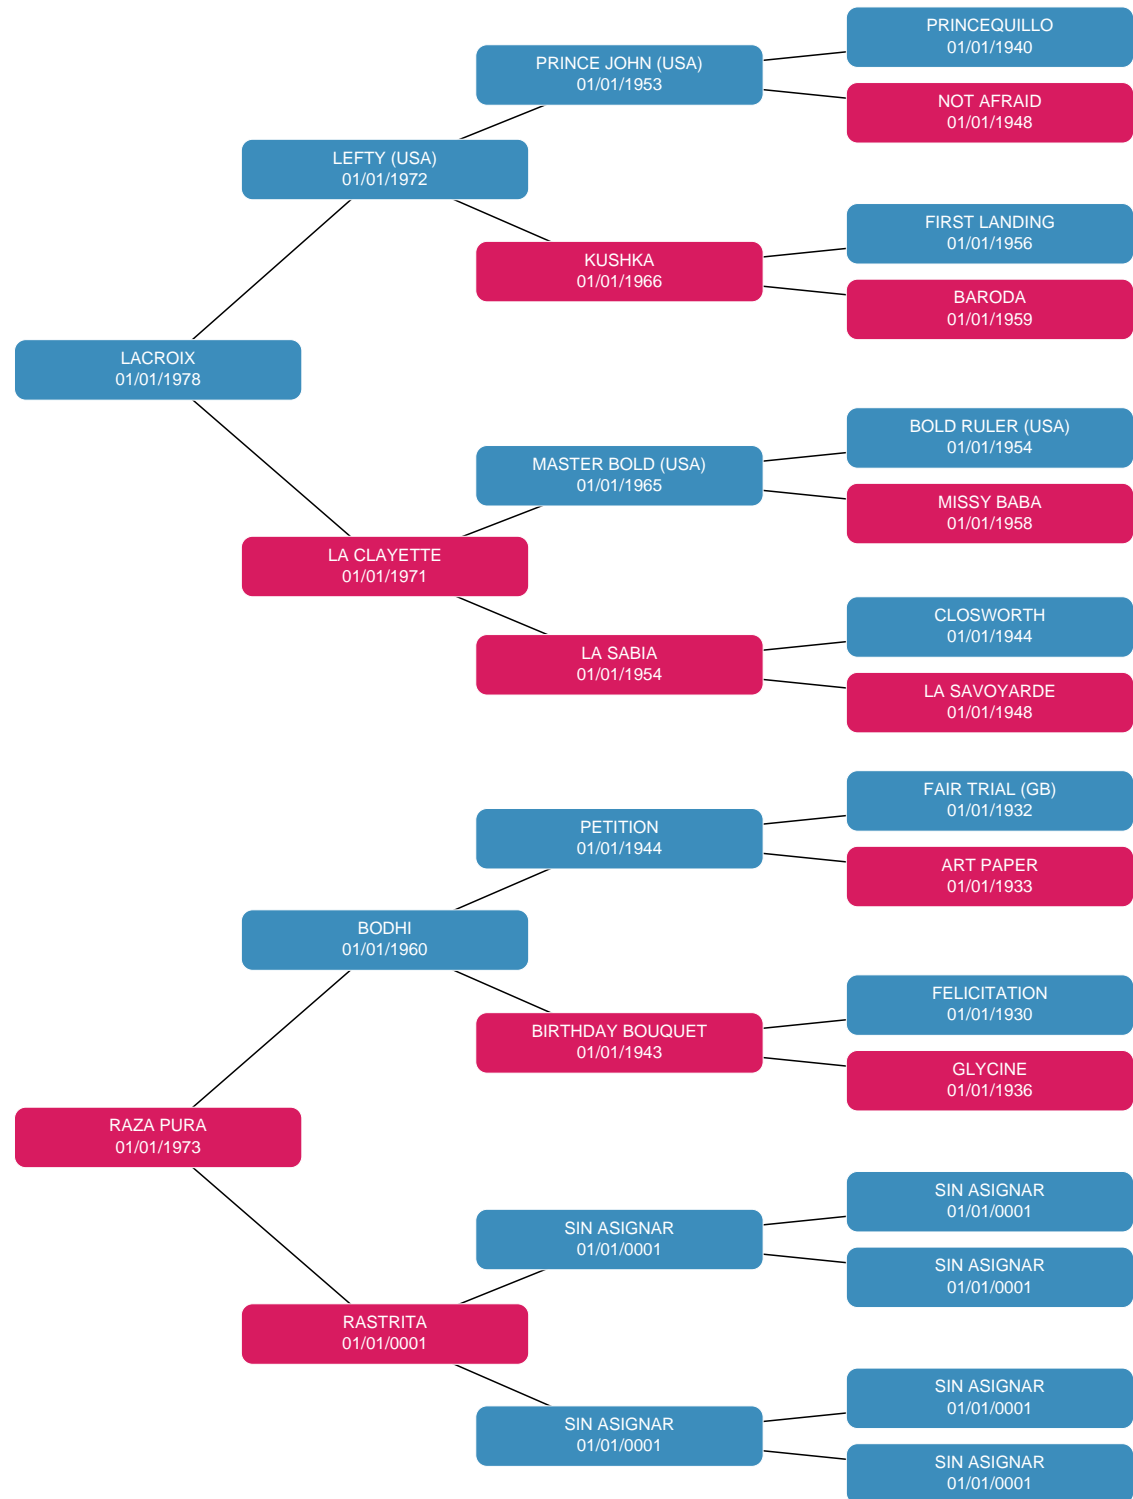 PRINCEQUILLO
01/01/1940
PRINCE JOHN (USA)
01/01/1953
NOT AFRAID
01/01/1948
LEFTY (USA)
01/01/1972
FIRST LANDING
01/01/1956
KUSHKA
01/01/1966
BARODA
01/01/1959
LACROIX
01/01/1978
BOLD RULER (USA)
01/01/1954
MASTER BOLD (USA)
01/01/1965
MISSY BABA
01/01/1958
LA CLAYETTE
01/01/1971
CLOSWORTH
01/01/1944
LA SABIA
01/01/1954
LA SAVOYARDE
01/01/1948
FAIR TRIAL (GB)
01/01/1932
PETITION
01/01/1944
ART PAPER
01/01/1933
BODHI
01/01/1960
FELICITATION
01/01/1930
BIRTHDAY BOUQUET
01/01/1943
GLYCINE
01/01/1936
RAZA PURA
01/01/1973
SIN ASIGNAR
01/01/0001
SIN ASIGNAR
01/01/0001
SIN ASIGNAR
01/01/0001
RASTRITA
01/01/0001
SIN ASIGNAR
01/01/0001
SIN ASIGNAR
01/01/0001
SIN ASIGNAR
01/01/0001